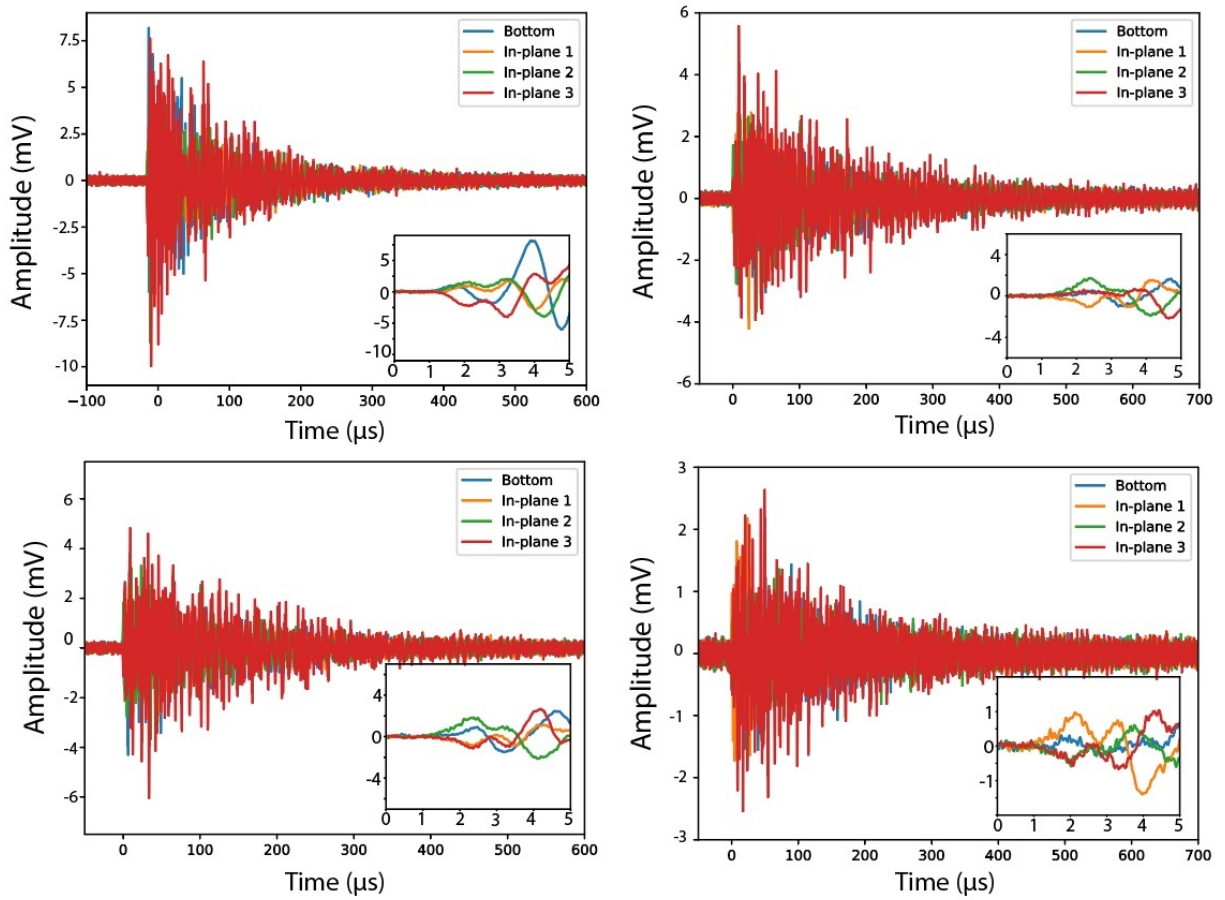 7.5
5.0
2.5
0
-2.5
-5.0
-7.5
-10
Amplitude (mV)
Bottom
In-plane 1
In-plane 2
In-plane 3
5
0
-5
-10
0 1 2 3 4 5
−100 0 100 200 300 400 500 600
Time (µs)
6
4
2
0
-2
-4
-6
Amplitude (mV)
Bottom
In-plane 1
In-plane 2
In-plane 3
4
0
-4
0 1 2 3 4 5
0 100 200 300 400 500 600 700
Time (µs)
6
4
2
0
-2
-4
-6
Amplitude (mV)
Bottom
In-plane 1
In-plane 2
In-plane 3
4
0
-4
0 1 2 3 4 5
0 100 200 300 400 500 600
Time (µs)
3
2
1
0
-1
-2
-3
Amplitude (mV)
Bottom
In-plane 1
In-plane 2
In-plane 3
1
0
-1
0 1 2 3 4 5
0 100 200 300 400 500 600 700
Time (µs)